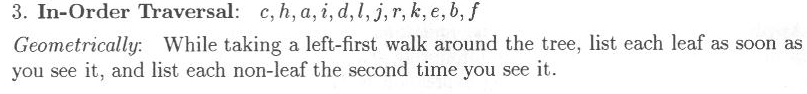 3. In-Order Traversal: c, h, a, i, d, l, j, r, k, e, b, f
Geometrically: While taking a left-first walk around the tree, list each leaf as soon as
you see it, and list each non-leaf the second time you see it.